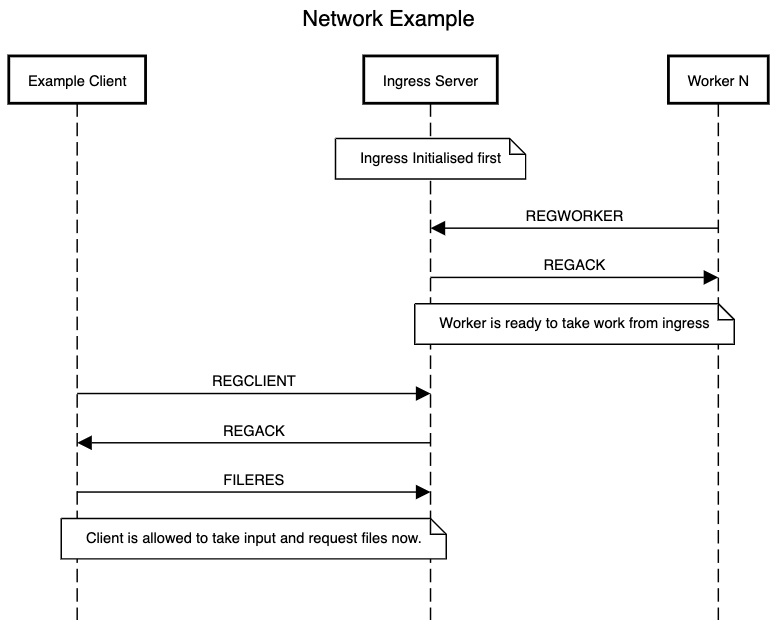 Network Example
Example Client
Ingress Server
Worker N
Ingress Initialised first
REGWORKER
REGACK
Worker is ready to take work from ingress
REGCLIENT
REGACK
FILERES
Client is allowed to take input and request files now.